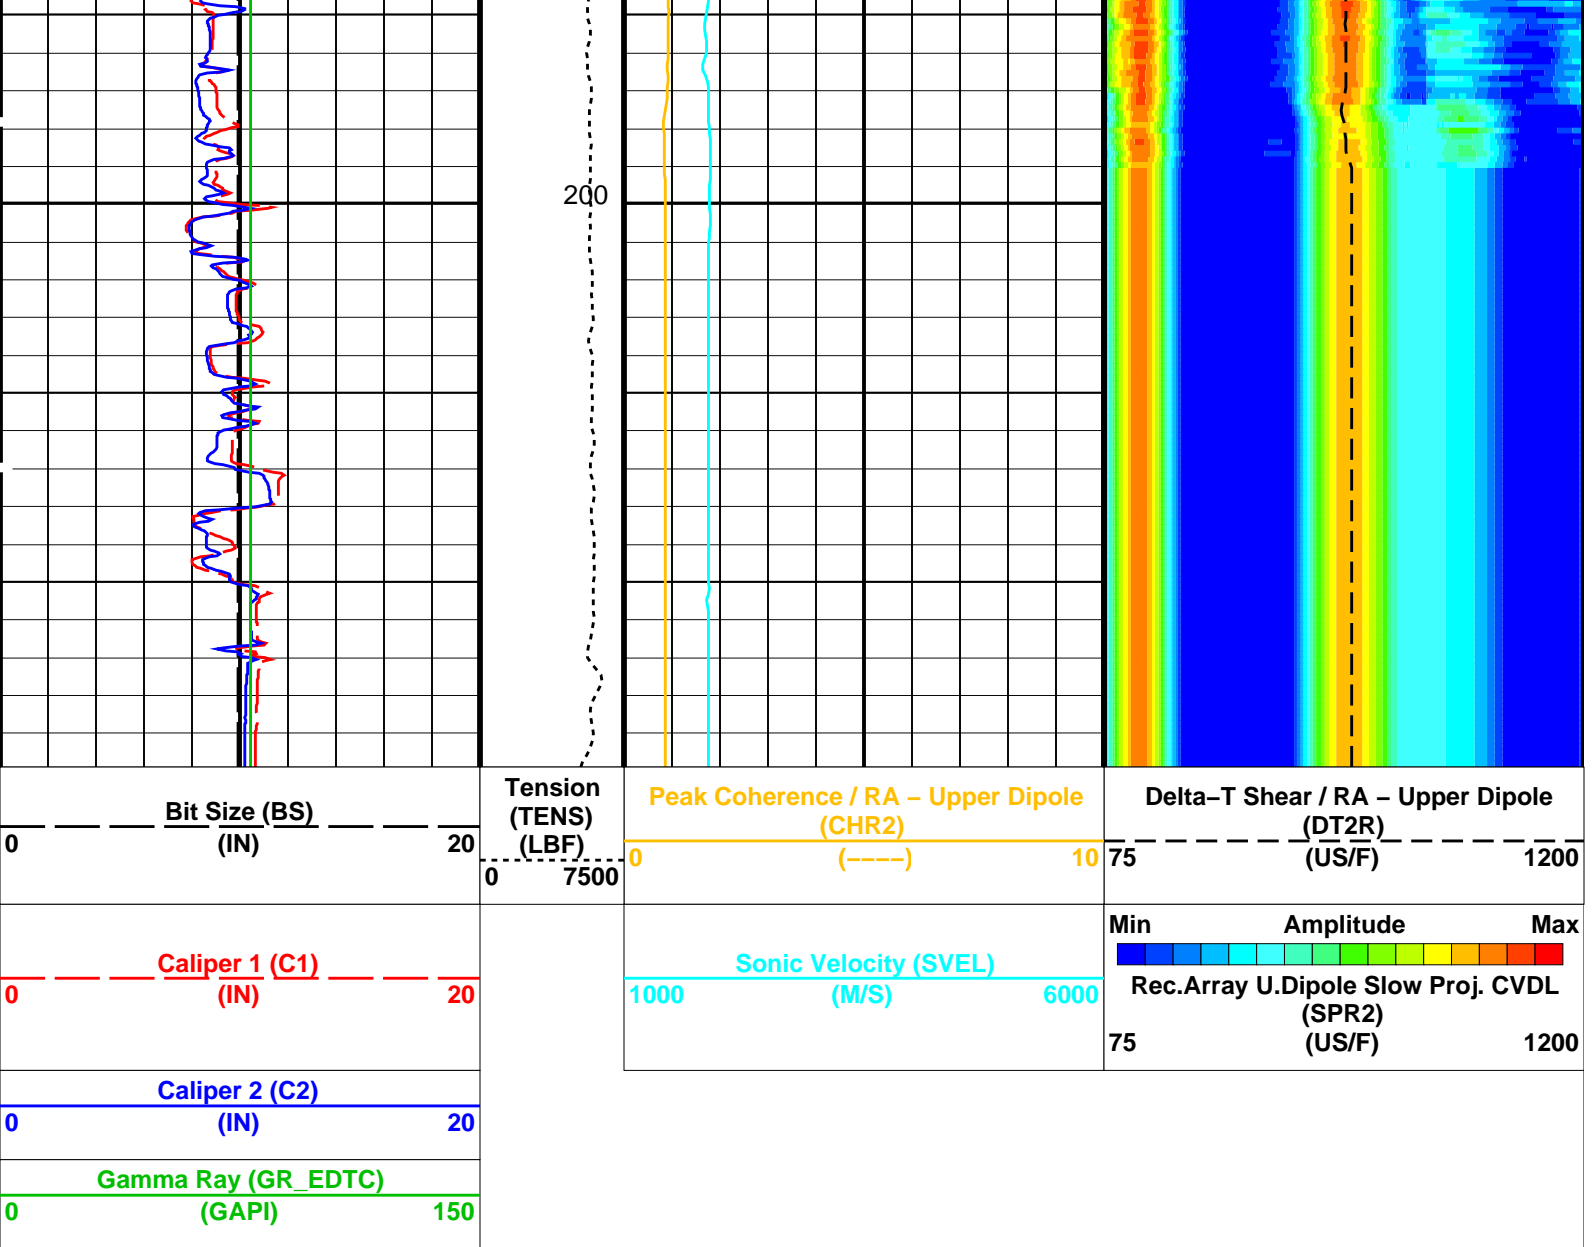 200
Bit Size (BS)
0 (IN) 20
Tension
(TENS)
(LBF)
0 7500
Peak Coherence / RA – Upper Dipole
(CHR2)
0 (----) 10
Delta–T Shear / RA – Upper Dipole
(DT2R)
75 (US/F) 1200
Caliper 1 (C1)
0 (IN) 20
Sonic Velocity (SVEL)
1000 (M/S) 6000
Min Amplitude Max
Rec.Array U.Dipole Slow Proj. CVDL
(SPR2)
75 (US/F) 1200
Caliper 2 (C2)
0 (IN) 20
Gamma Ray (GR_EDTC)
0 (GAPI) 150